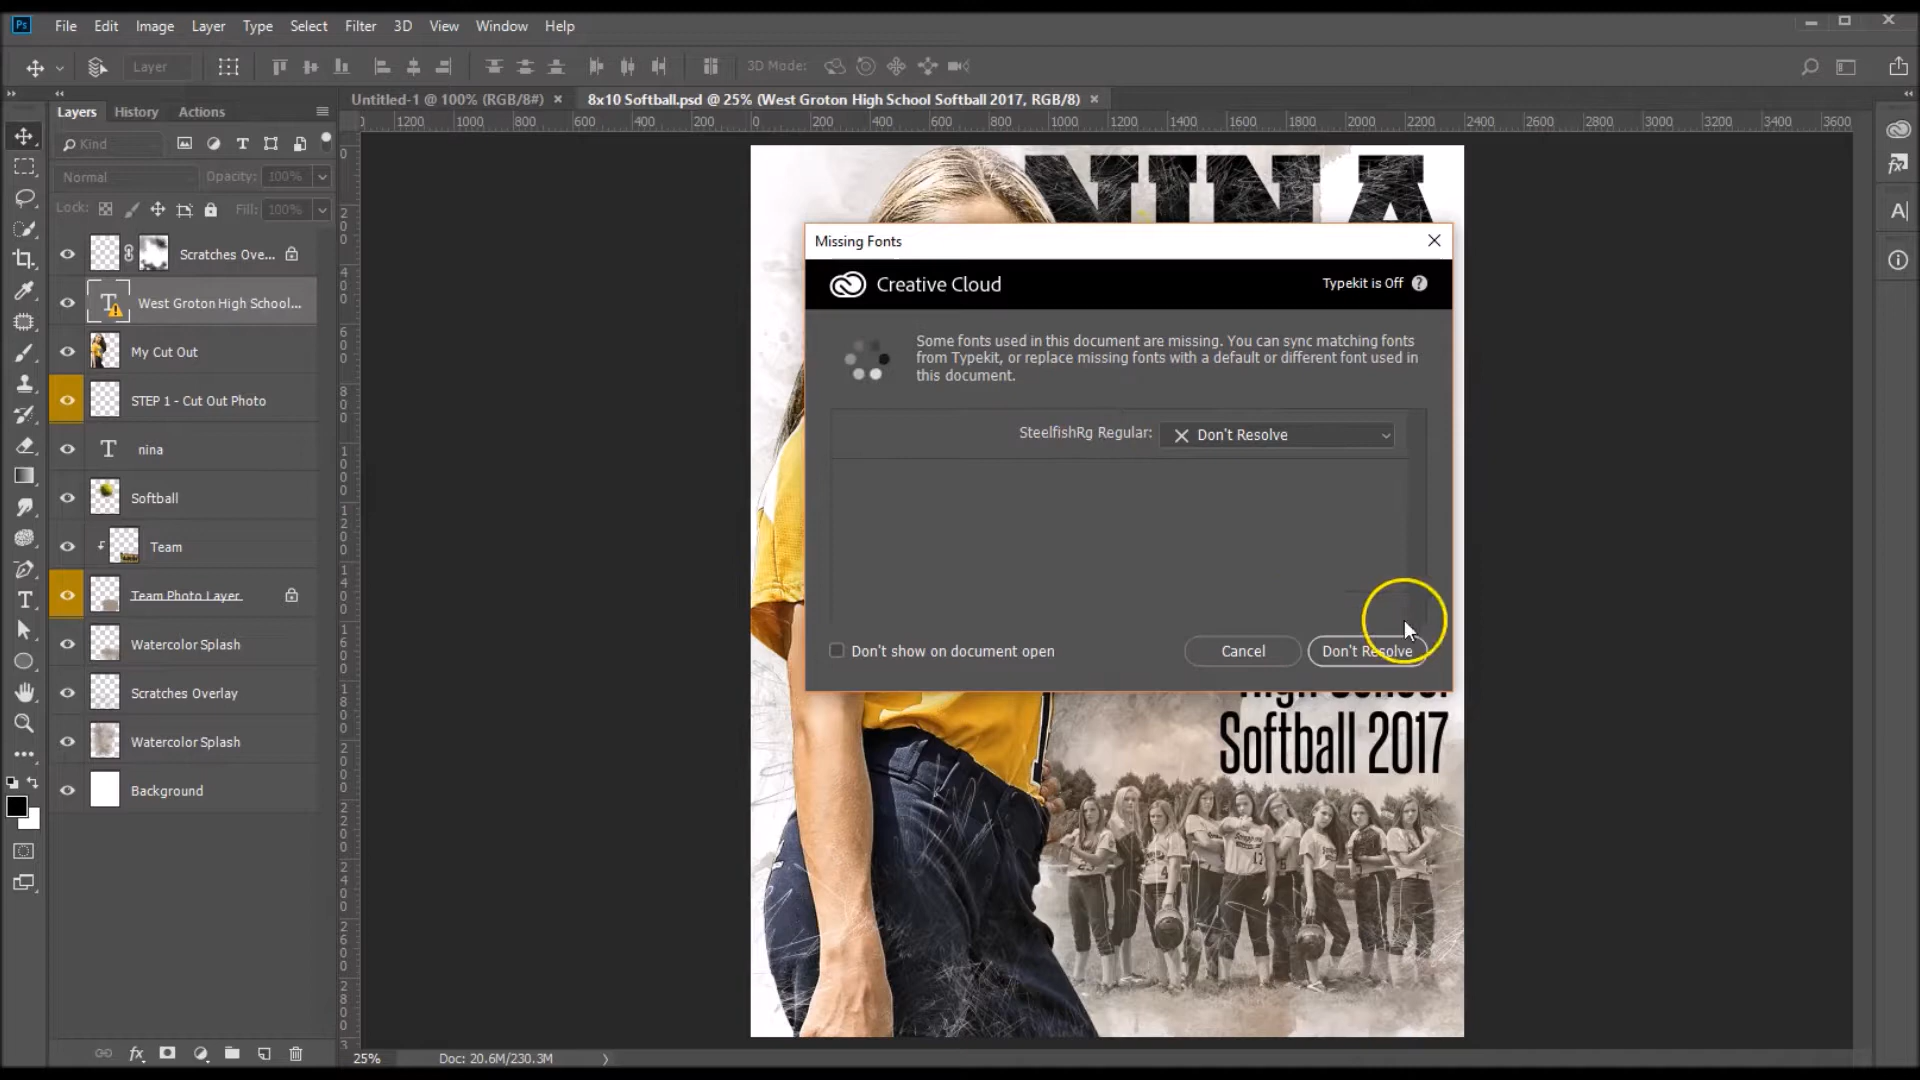 Ps File Edit Image Layer Type Select Filter 3D View Window Help
Layer 3D Mode:
Layers History Actions
Untitled-1 @ 100% (RGB/8#) × 8x10 Softball.psd @ 25% (West Groton High School Softball 2017, RGB/8) ×
1200 1000 800 600 400 200 0 200 400 600 800 1000 1200 1400 1600 1800 2000 2200 2400 2600 2800 3000 3200 3400 3600
Kind
Normal Opacity: 100%
Lock: Fill: 100%
Scratches Ove...
West Groton High School...
My Cut Out
STEP 1 - Cut Out Photo
nina
Softball
Team
Team Photo Layer
Watercolor Splash
Scratches Overlay
Watercolor Splash
Background
NINA
Missing Fonts
Creative Cloud Typekit is Off ?
Some fonts used in this document are missing. You can sync matching fonts
from Typekit, or replace missing fonts with a default or different font used in
this document.
SteelfishRg Regular: Don't Resolve
Don't show on document open Cancel Don't Resolve
High School
Softball 2017
25% Doc: 20.6M/230.3M